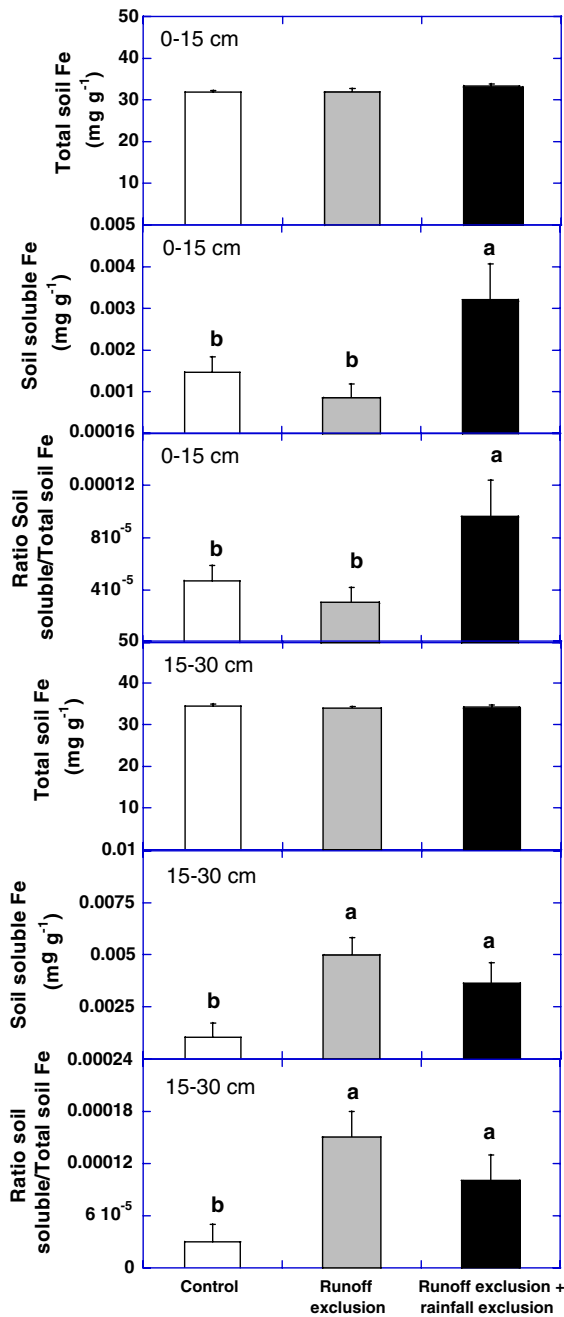 50
0-15 cm
40
30
20
10
Total soil Fe
(mg g⁻¹)
0.005
0-15 cm
a
0.004
0.003
b
b
0.002
0.001
Soil soluble Fe
(mg g⁻¹)
0.00016
0-15 cm
a
0.00012
b
b
810⁻⁵
410⁻⁵
Ratio Soil
soluble/Total soil Fe
50
15-30 cm
40
30
20
10
Total soil Fe
(mg g⁻¹)
0.01
15-30 cm
0.0075
a
a
0.005
b
0.0025
Soil soluble Fe
(mg g⁻¹)
0.00024
15-30 cm
a
0.00018
a
0.00012
6 10⁻⁵
b
0
Ratio soil
soluble/Total soil Fe
Control
Runoff
exclusion
Runoff exclusion +
rainfall exclusion